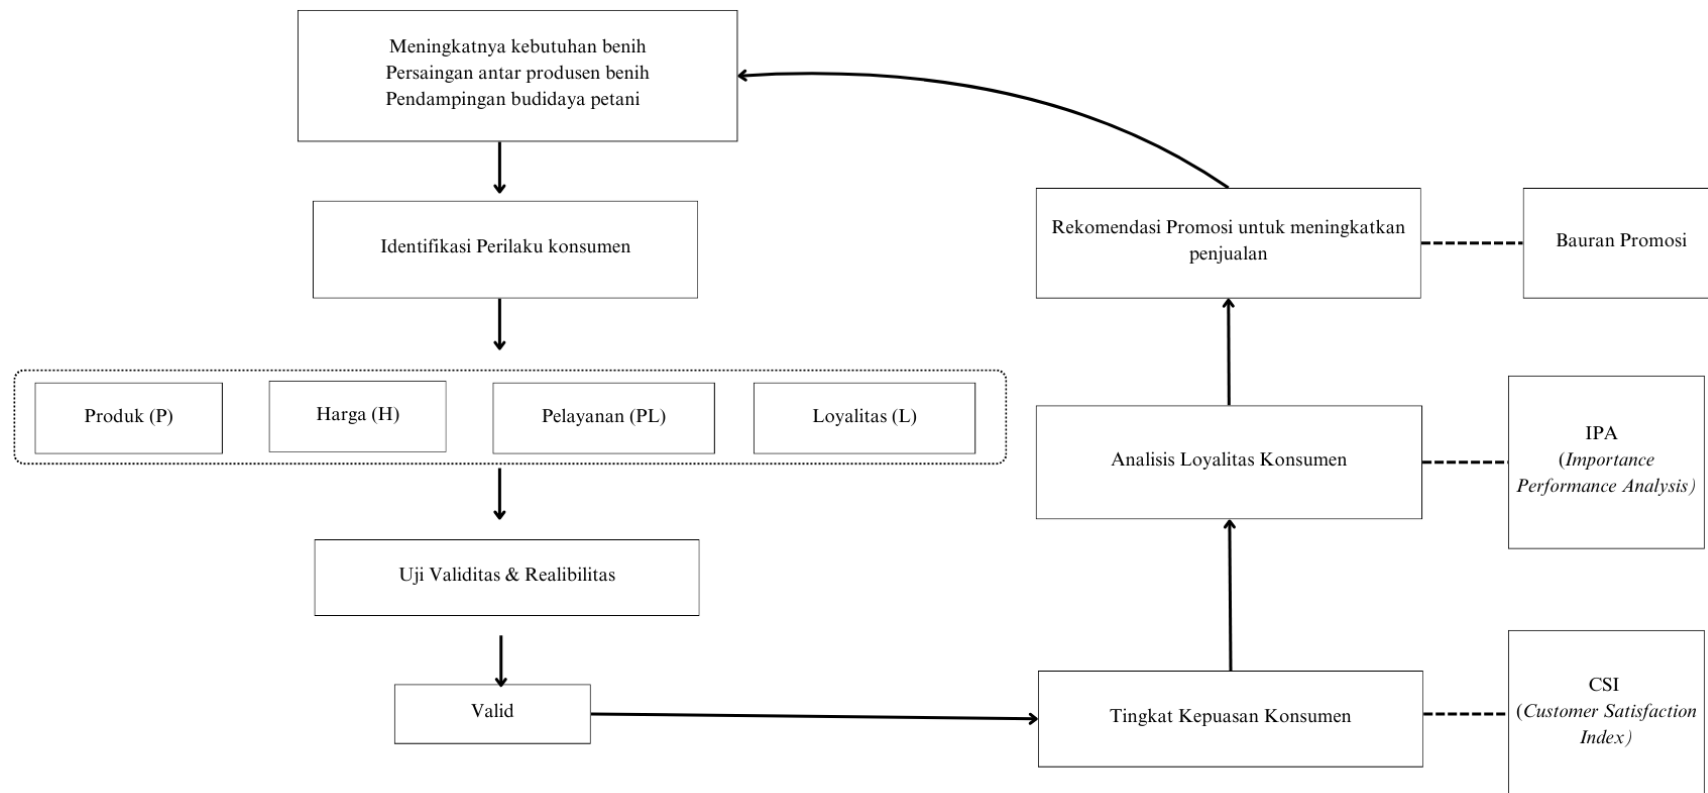 Meningkatnya kebutuhan benih
Persaingan antar produsen benih
Pendampingan budidaya petani
Identifikasi Perilaku konsumen
Produk (P)
Harga (H)
Pelayanan (PL)
Loyalitas (L)
Uji Validitas & Realibilitas
Valid
Tingkat Kepuasan Konsumen
CSI
(Customer Satisfaction
Index)
Analisis Loyalitas Konsumen
IPA
(Importance
Performance Analysis)
Rekomendasi Promosi untuk meningkatkan
penjualan
Bauran Promosi